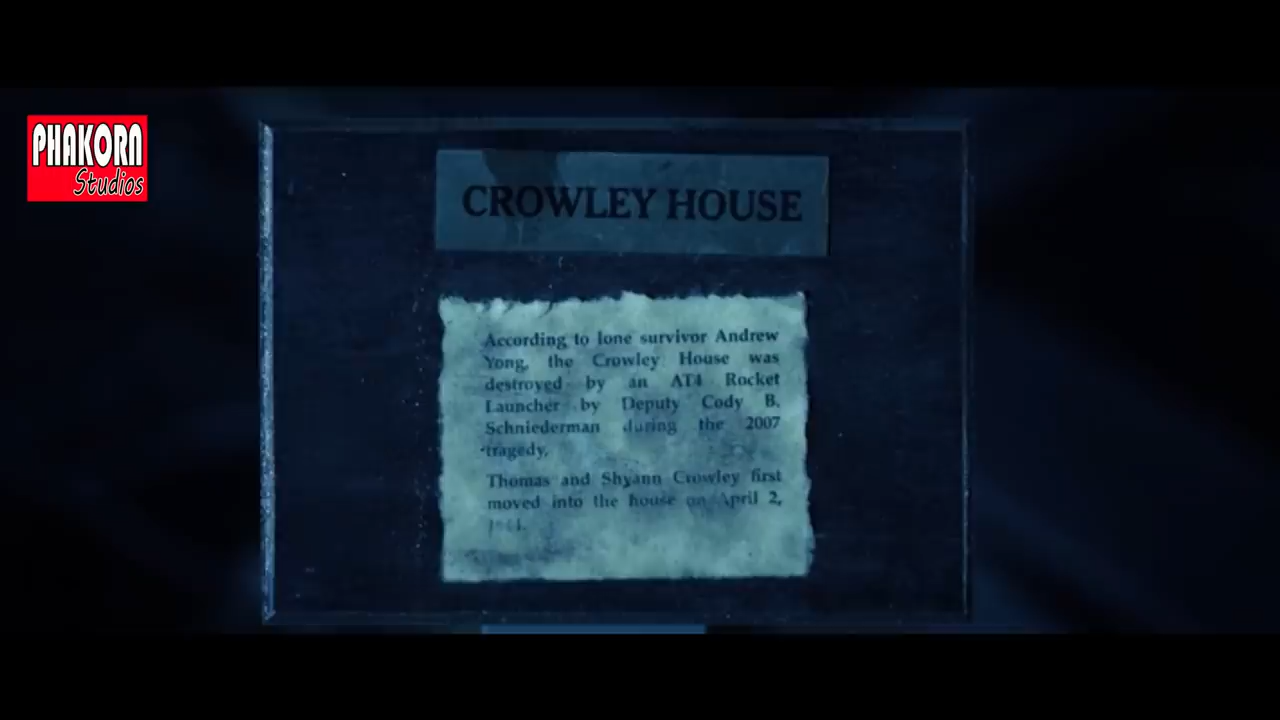 PHAKORN
Studios
CROWLEY HOUSE
According to lone survivor Andrew
Yong, the Crowley House was
destroyed by an AT4 Rocket
Launcher by Deputy Cody B.
Schniederman during the 2007
tragedy,
Thomas and Shyann Crowley first
moved into the house on April 2,